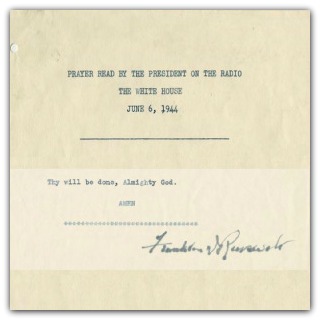 PRAYER READ BY THE PRESIDENT ON THE RADIO
THE WHITE HOUSE
JUNE 6, 1944
Thy will be done, Almighty God.
AMEN
Franklin D Roosevelt